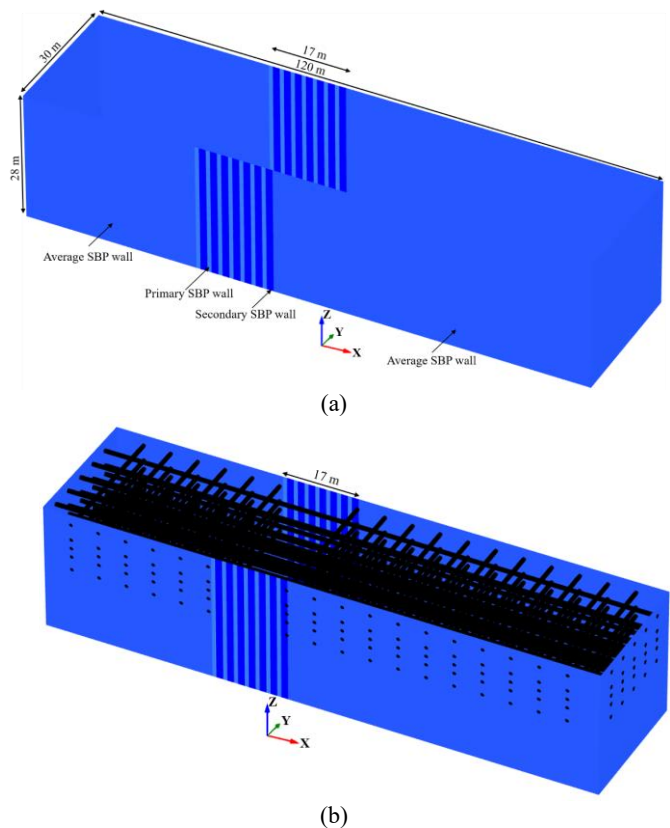 30 m
17 m
120 m
28 m
Average SBP wall
Primary SBP wall
Secondary SBP wall
Z
Y
X
Average SBP wall
(a)
17 m
Z
Y
X
(b)